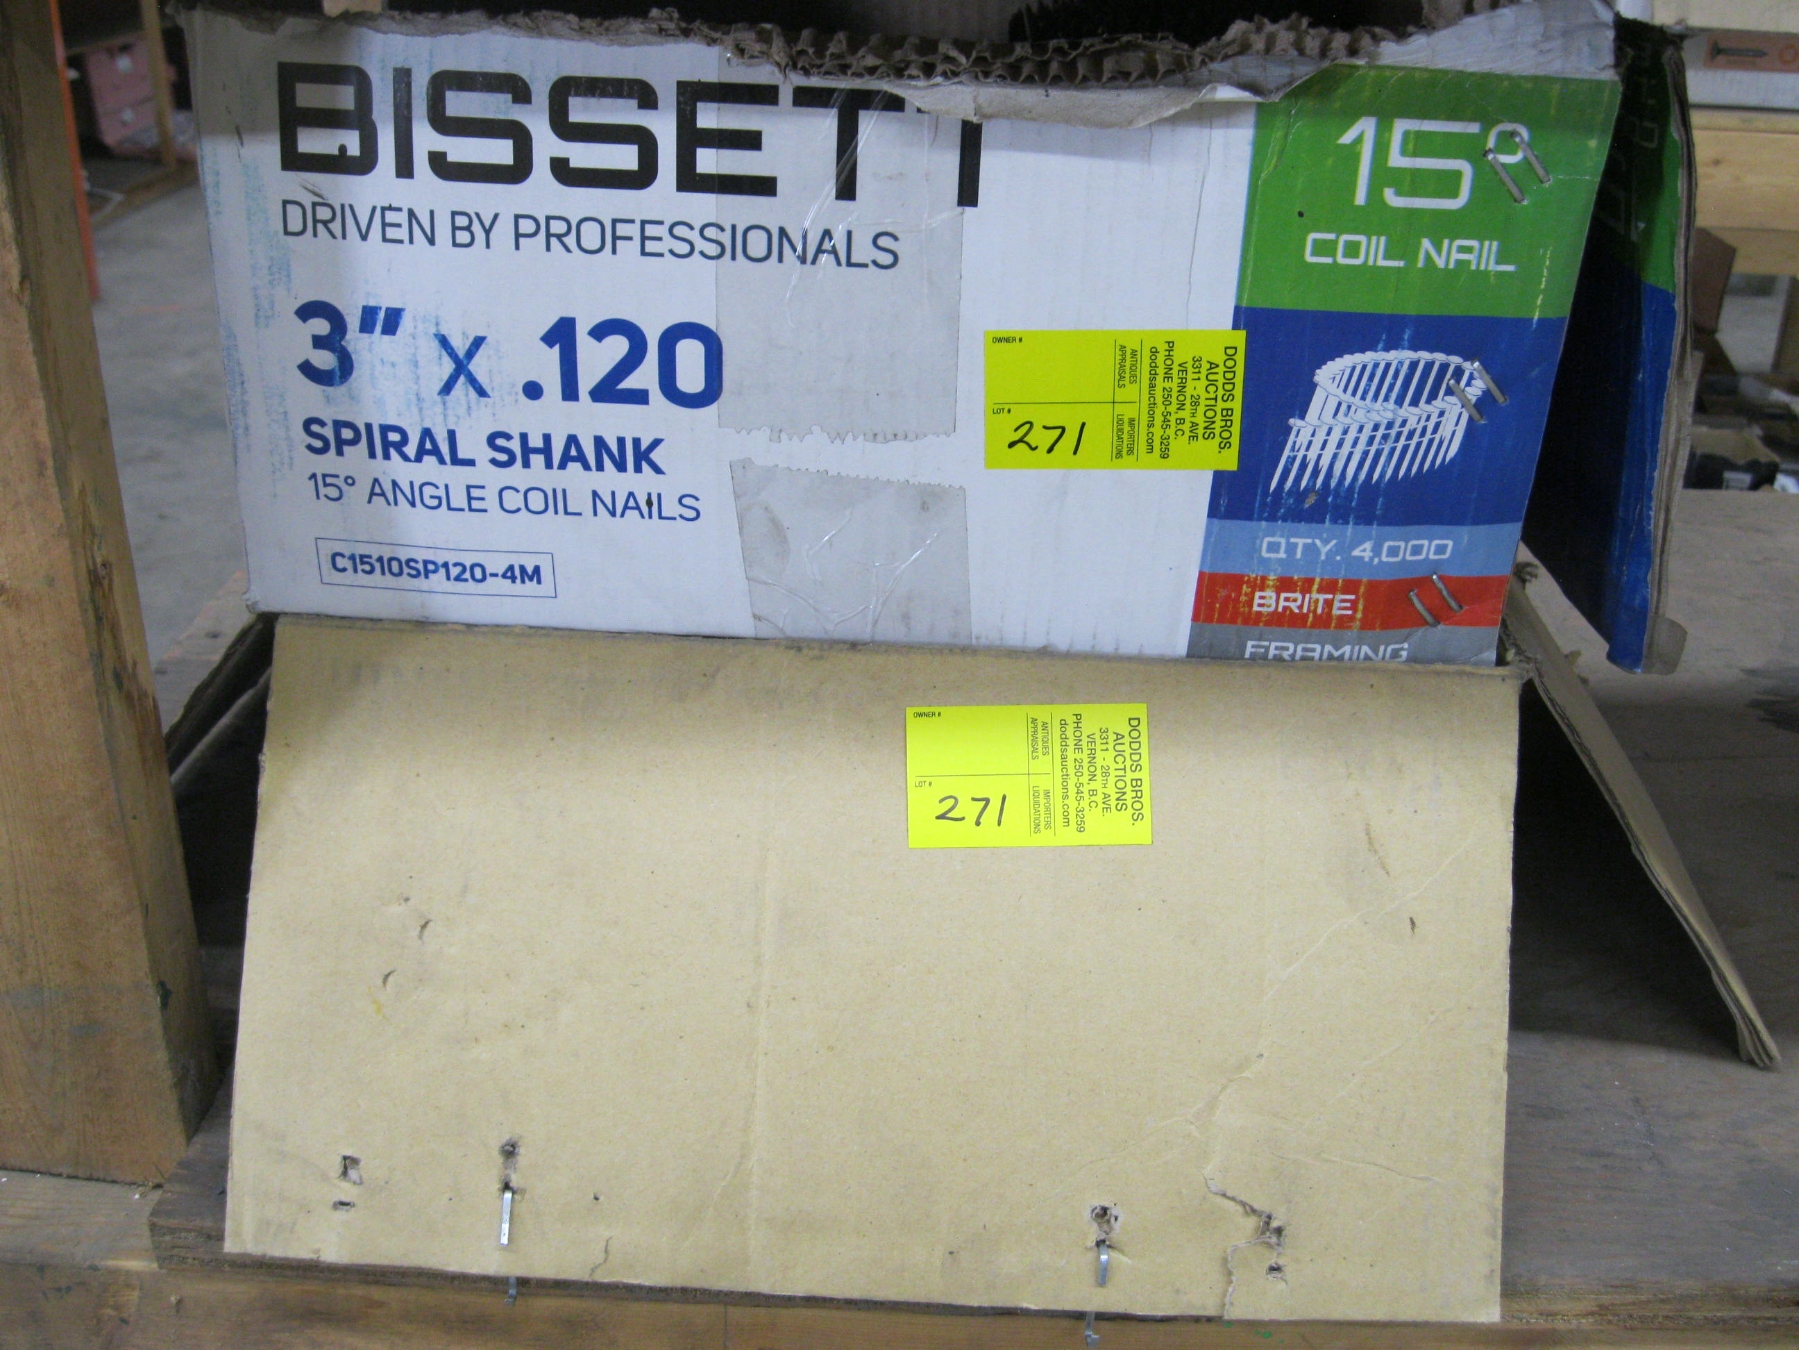 BISSETT
DRIVEN BY PROFESSIONALS
3" x .120
SPIRAL SHANK
15° ANGLE COIL NAILS
C1510SP120-4M
15°
COIL NAIL
QTY. 4,000
BRITE
FRAMING
OWNER #
LOT #
271
ANTIQUES
APPRAISALS
IMPORTERS
LIQUIDATIONS
DODDS BROS.
AUCTIONS
3311 - 28TH AVE.
VERNON, B.C.
PHONE 250-545-3259
doddsauctions.com
OWNER #
LOT #
271
ANTIQUES
APPRAISALS
IMPORTERS
LIQUIDATIONS
DODDS BROS.
AUCTIONS
3311 - 28TH AVE.
VERNON, B.C.
PHONE 250-545-3259
doddsauctions.com